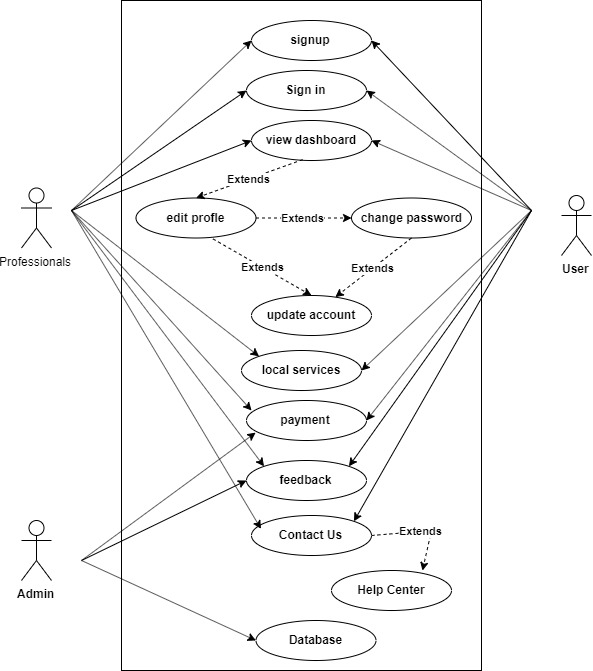 signup
Sign in
view dashboard
Extends
edit profle
Extends
change password
Professionals
User
Extends
Extends
update account
local services
payment
feedback
Contact Us
Extends
Help Center
Admin
Database